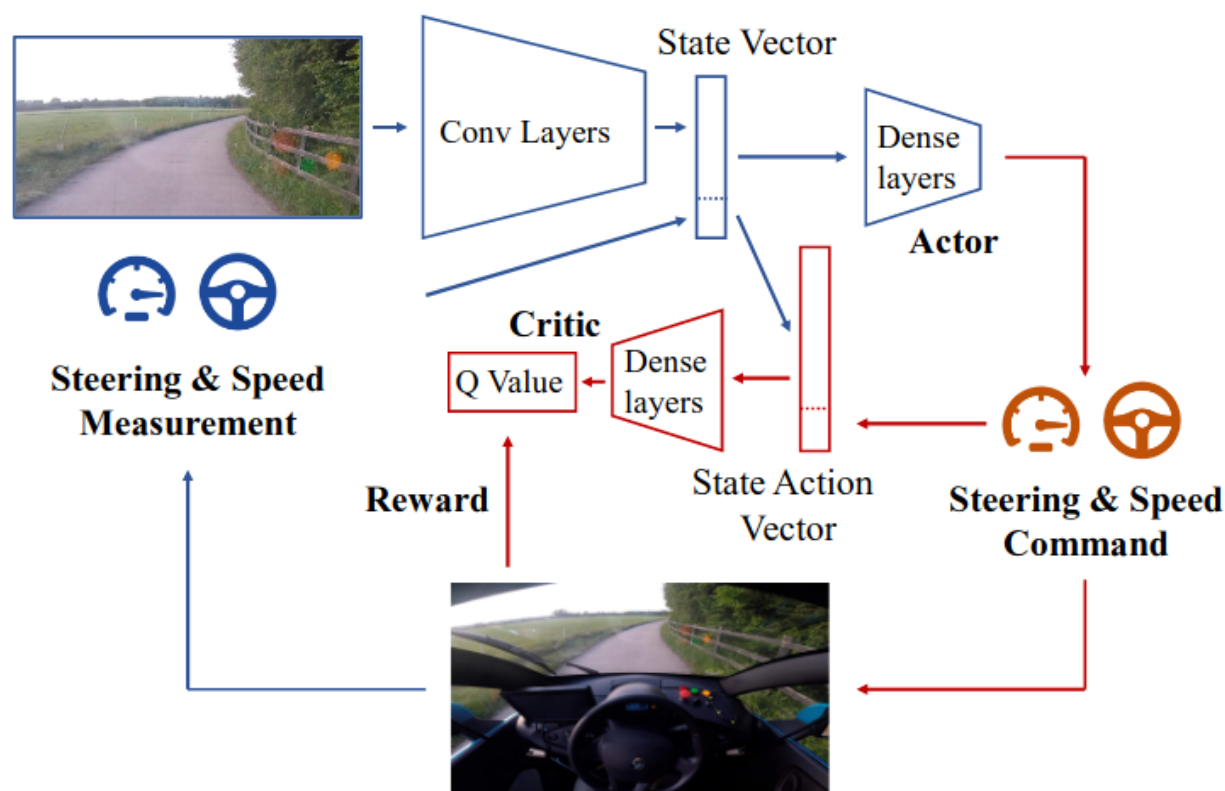 State Vector
Conv Layers
Dense
layers
Actor
Critic
Q Value
Dense
layers
Steering & Speed
Measurement
Reward
State Action
Vector
Steering & Speed
Command